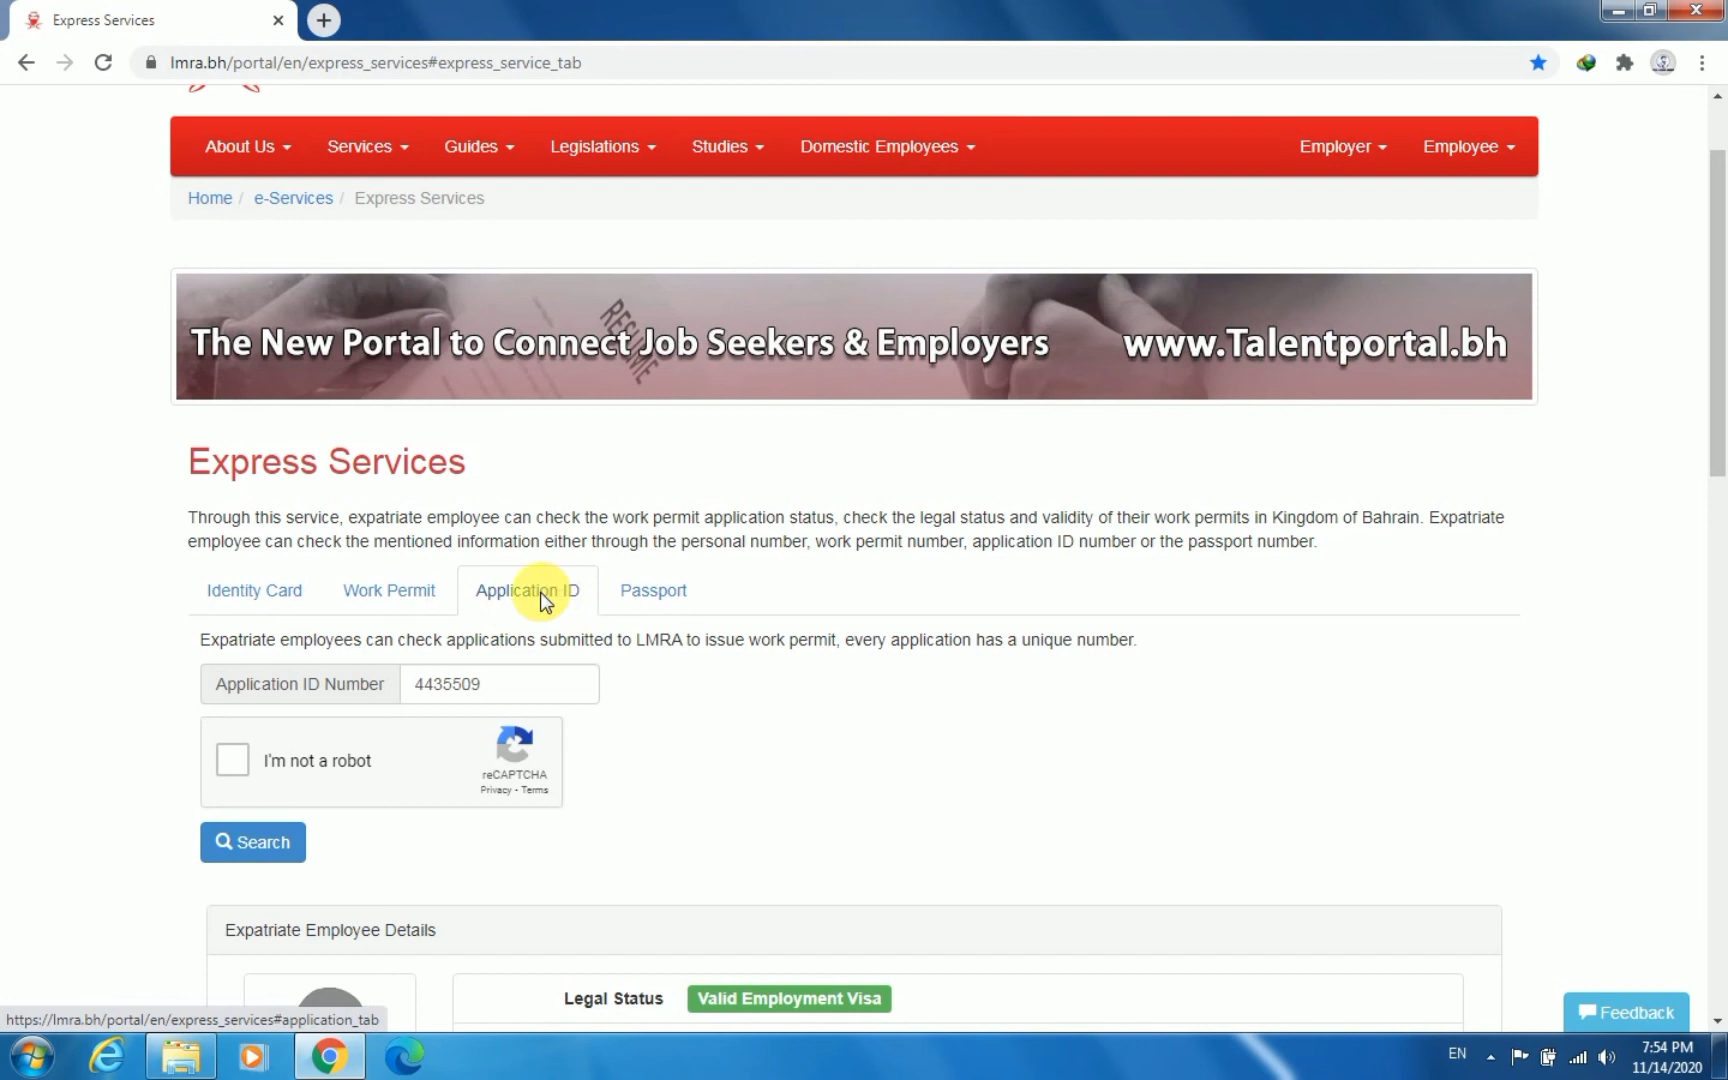 Express Services
lmra.bh/portal/en/express_services#express_service_tab
About Us Services Guides Legislations Studies Domestic Employees Employer Employee
Home / e-Services / Express Services
RESUME
The New Portal to Connect Job Seekers & Employers www.Talentportal.bh
Express Services
Through this service, expatriate employee can check the work permit application status, check the legal status and validity of their work permits in Kingdom of Bahrain. Expatriate
employee can check the mentioned information either through the personal number, work permit number, application ID number or the passport number.
Identity Card Work Permit Application ID Passport
Expatriate employees can check applications submitted to LMRA to issue work permit, every application has a unique number.
Application ID Number 4435509
I'm not a robot
reCAPTCHA
Privacy - Terms
Search
Expatriate Employee Details
Legal Status Valid Employment Visa
Feedback
https://lmra.bh/portal/en/express_services#application_tab
EN
7:54 PM
11/14/2020